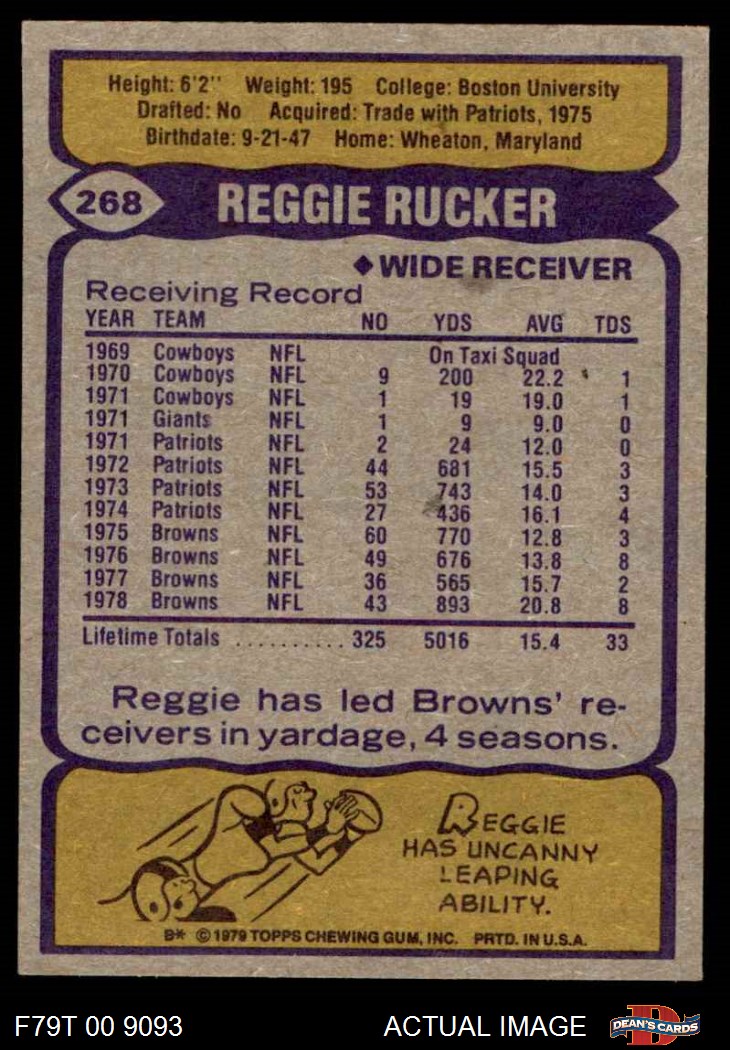 Height: 6'2'' Weight: 195 College: Boston University
Drafted: No Acquired: Trade with Patriots, 1975
Birthdate: 9-21-47 Home: Wheaton, Maryland
268 REGGIE RUCKER
◆WIDE RECEIVER
Receiving Record
YEAR TEAM NO YDS AVG TDS
1969 Cowboys NFL On Taxi Squad
1970 Cowboys NFL 9 200 22.2 1
1971 Cowboys NFL 1 19 19.0 1
1971 Giants NFL 1 9 9.0 0
1971 Patriots NFL 2 24 12.0 0
1972 Patriots NFL 44 681 15.5 3
1973 Patriots NFL 53 743 14.0 3
1974 Patriots NFL 27 436 16.1 4
1975 Browns NFL 60 770 12.8 3
1976 Browns NFL 49 676 13.8 8
1977 Browns NFL 36 565 15.7 2
1978 Browns NFL 43 893 20.8 8
Lifetime Totals .......... 325 5016 15.4 33
Reggie has led Browns' re-
ceivers in yardage, 4 seasons.
REGGIE
HAS UNCANNY
LEAPING
ABILITY.
B* © 1979 TOPPS CHEWING GUM, INC. PRTD. IN U.S.A.
F79T 00 9093 ACTUAL IMAGE D DEAN'S CARDS